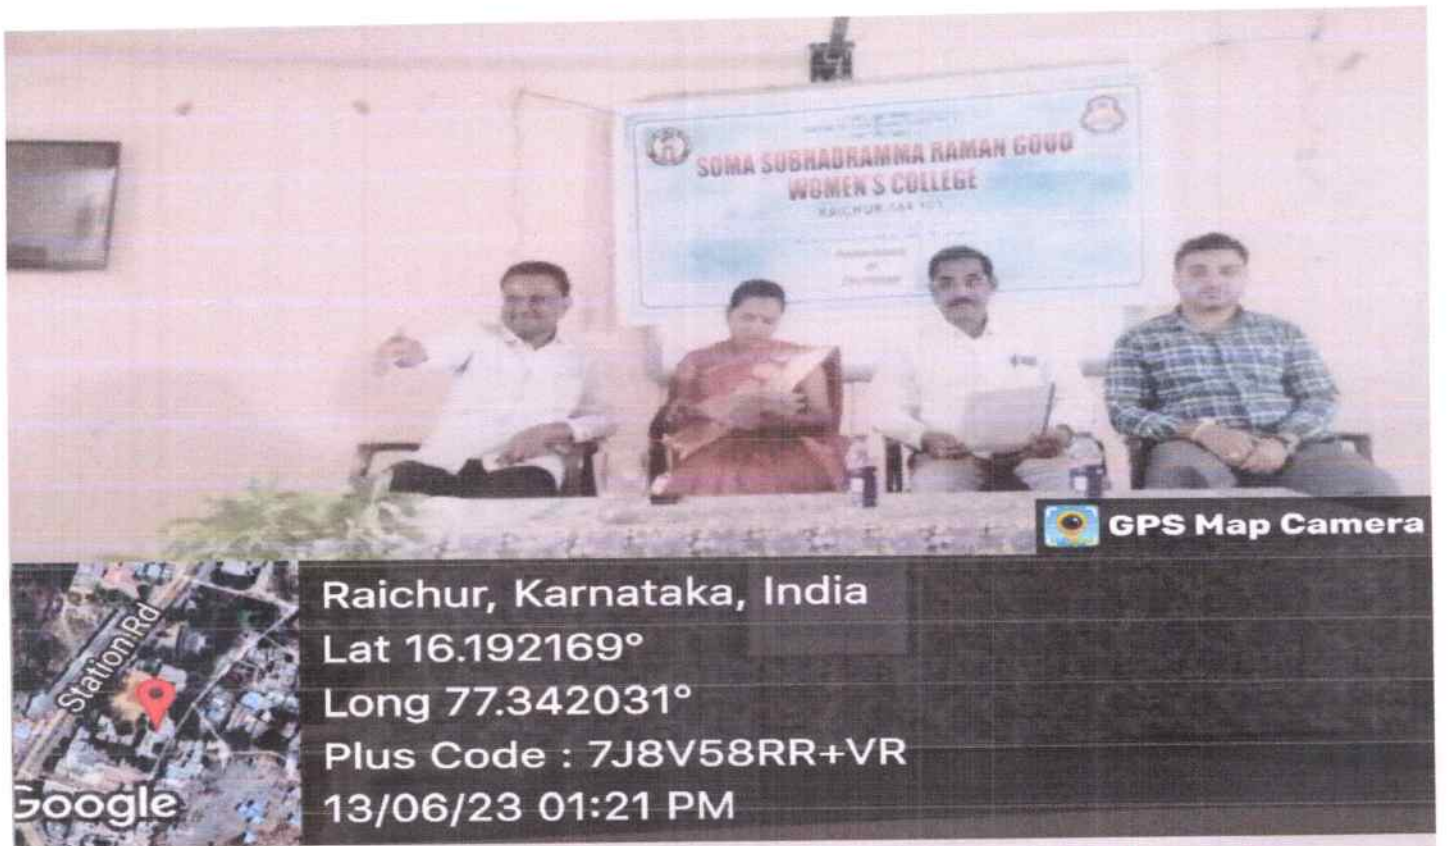 SOMA SUBHADRAMMA RAMAN GOUD
WOMEN'S COLLEGE
GPS Map Camera
Station Rd
Google
Raichur, Karnataka, India
Lat 16.192169°
Long 77.342031°
Plus Code : 7J8V58RR+VR
13/06/23 01:21 PM